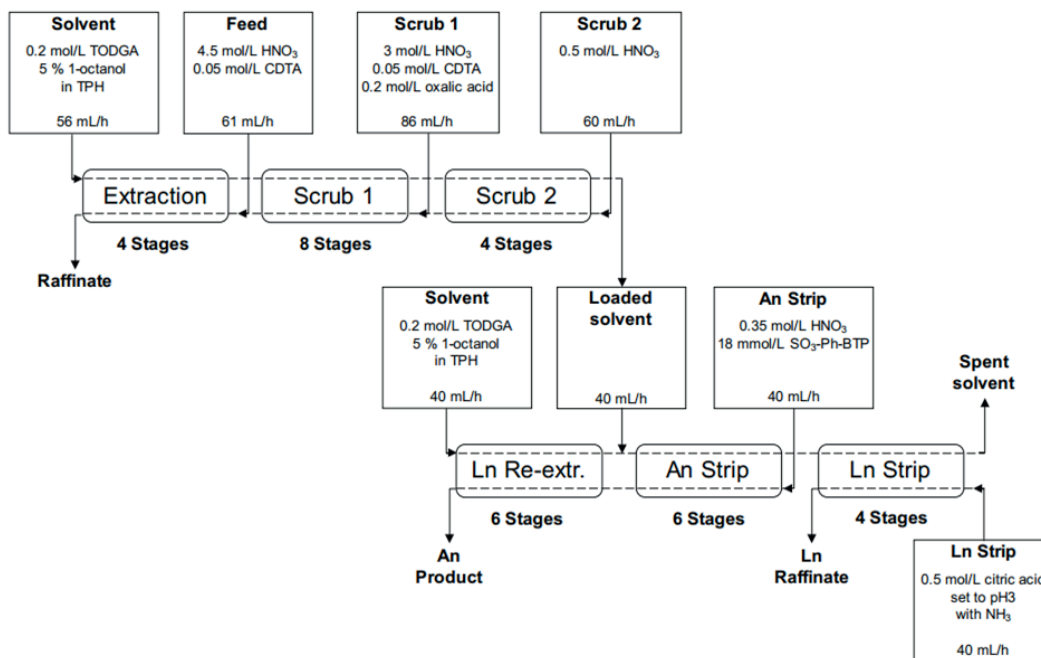 Solvent
0.2 mol/L TODGA
5 % 1-octanol
in TPH
56 mL/h
Feed
4.5 mol/L HNO₃
0.05 mol/L CDTA
61 mL/h
Scrub 1
3 mol/L HNO₃
0.05 mol/L CDTA
0.2 mol/L oxalic acid
86 mL/h
Scrub 2
0.5 mol/L HNO₃
60 mL/h
Extraction
Scrub 1
Scrub 2
4 Stages
8 Stages
4 Stages
Raffinate
Solvent
0.2 mol/L TODGA
5 % 1-octanol
in TPH
40 mL/h
Loaded
solvent
40 mL/h
An Strip
0.35 mol/L HNO₃
18 mmol/L SO₃-Ph-BTP
40 mL/h
Spent
solvent
Ln Re-extr.
An Strip
Ln Strip
6 Stages
6 Stages
4 Stages
An
Product
Ln
Raffinate
Ln Strip
0.5 mol/L citric acid
set to pH3
with NH₃
40 mL/h